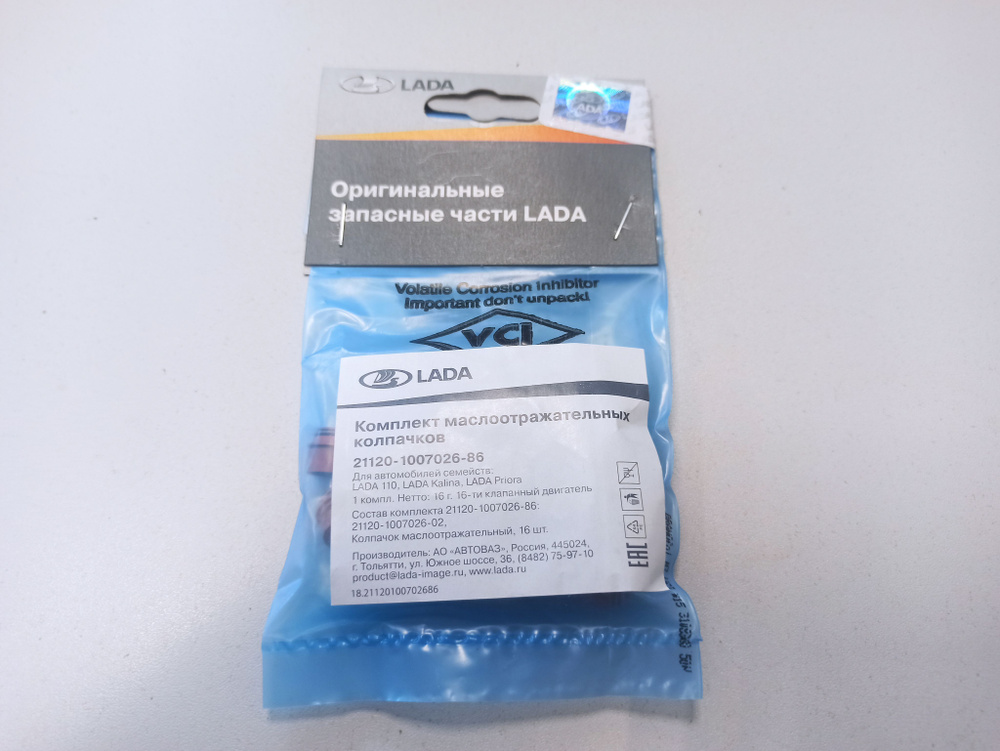 LADA
LADA
Оригинальные
запасные части LADA
Volatile Corrosion Inhibitor
Important don't unpack!
VCI
LADA
Комплект маслоотражательных
колпачков
21120-1007026-86
Для автомобилей семейств:
LADA 110, LADA Kalina, LADA Priora
1 компл. Нетто: 16 г. 16-ти клапанный двигатель
Состав комплекта 21120-1007026-86:
21120-1007026-02,
Колпачок маслоотражательный, 16 шт.
Производитель: АО «АВТОВАЗ», Россия, 445024,
г. Тольятти, ул. Южное шоссе, 36, (8482) 75-97-10
product@lada-image.ru, www.lada.ru
18.21120100702686
EAC